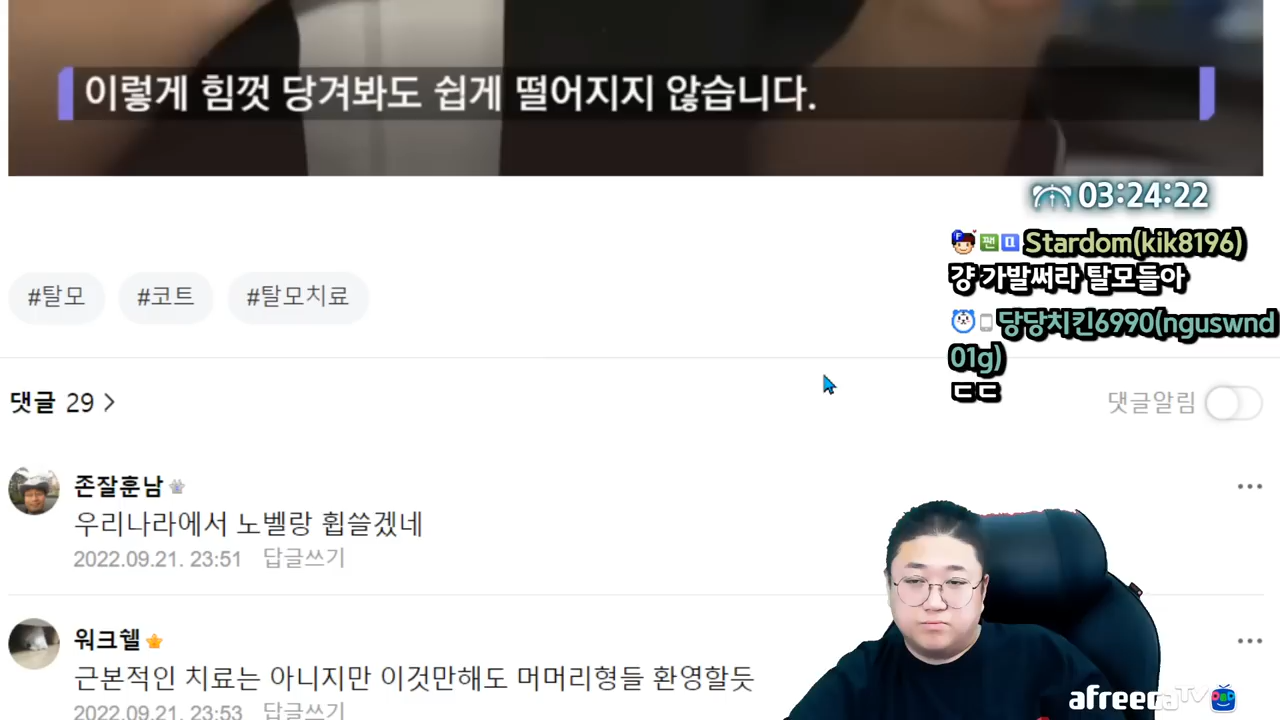 이렇게 힘껏 당겨봐도 쉽게 떨어지지 않습니다.
03:24:22
팬 Stardom(kik8196)
걍 가발써라 탈모들아
당당치킨6990(nguswnd
01g)
ㄷㄷ
#탈모 #코트 #탈모치료
댓글 29
댓글알림
존잘훈남
우리나라에서 노벨랑 휩쓸겠네
2022.09.21. 23:51 답글쓰기
워크헬
근본적인 치료는 아니지만 이것만해도 머머리형들 환영할듯
2022.09.21. 23:53 답글쓰기
afreecaTV